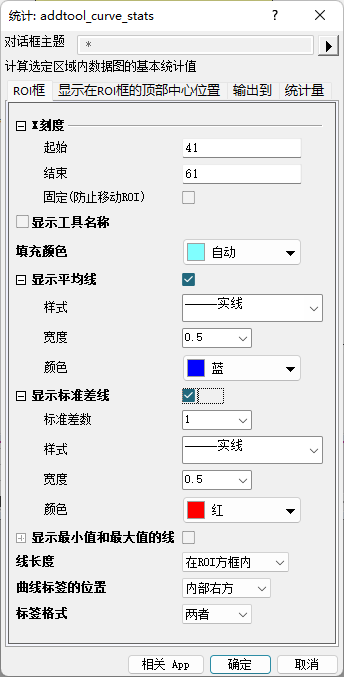 统计: addtool_curve_stats ? ×
对话框主题 *
计算选定区域内数据图的基本统计值
ROI框 显示在ROI框的顶部中心位置 输出到 统计量
X刻度
起始 41
结束 61
固定(防止移动ROI)
显示工具名称
填充颜色 自动
显示平均线
样式 ——实线
宽度 0.5
颜色 蓝
显示标准差线
标准差数 1
样式 ——实线
宽度 0.5
颜色 红
显示最小值和最大值的线
线长度 在ROI方框内
曲线标签的位置 内部右方
标签格式 两者
相关 App 确定 取消